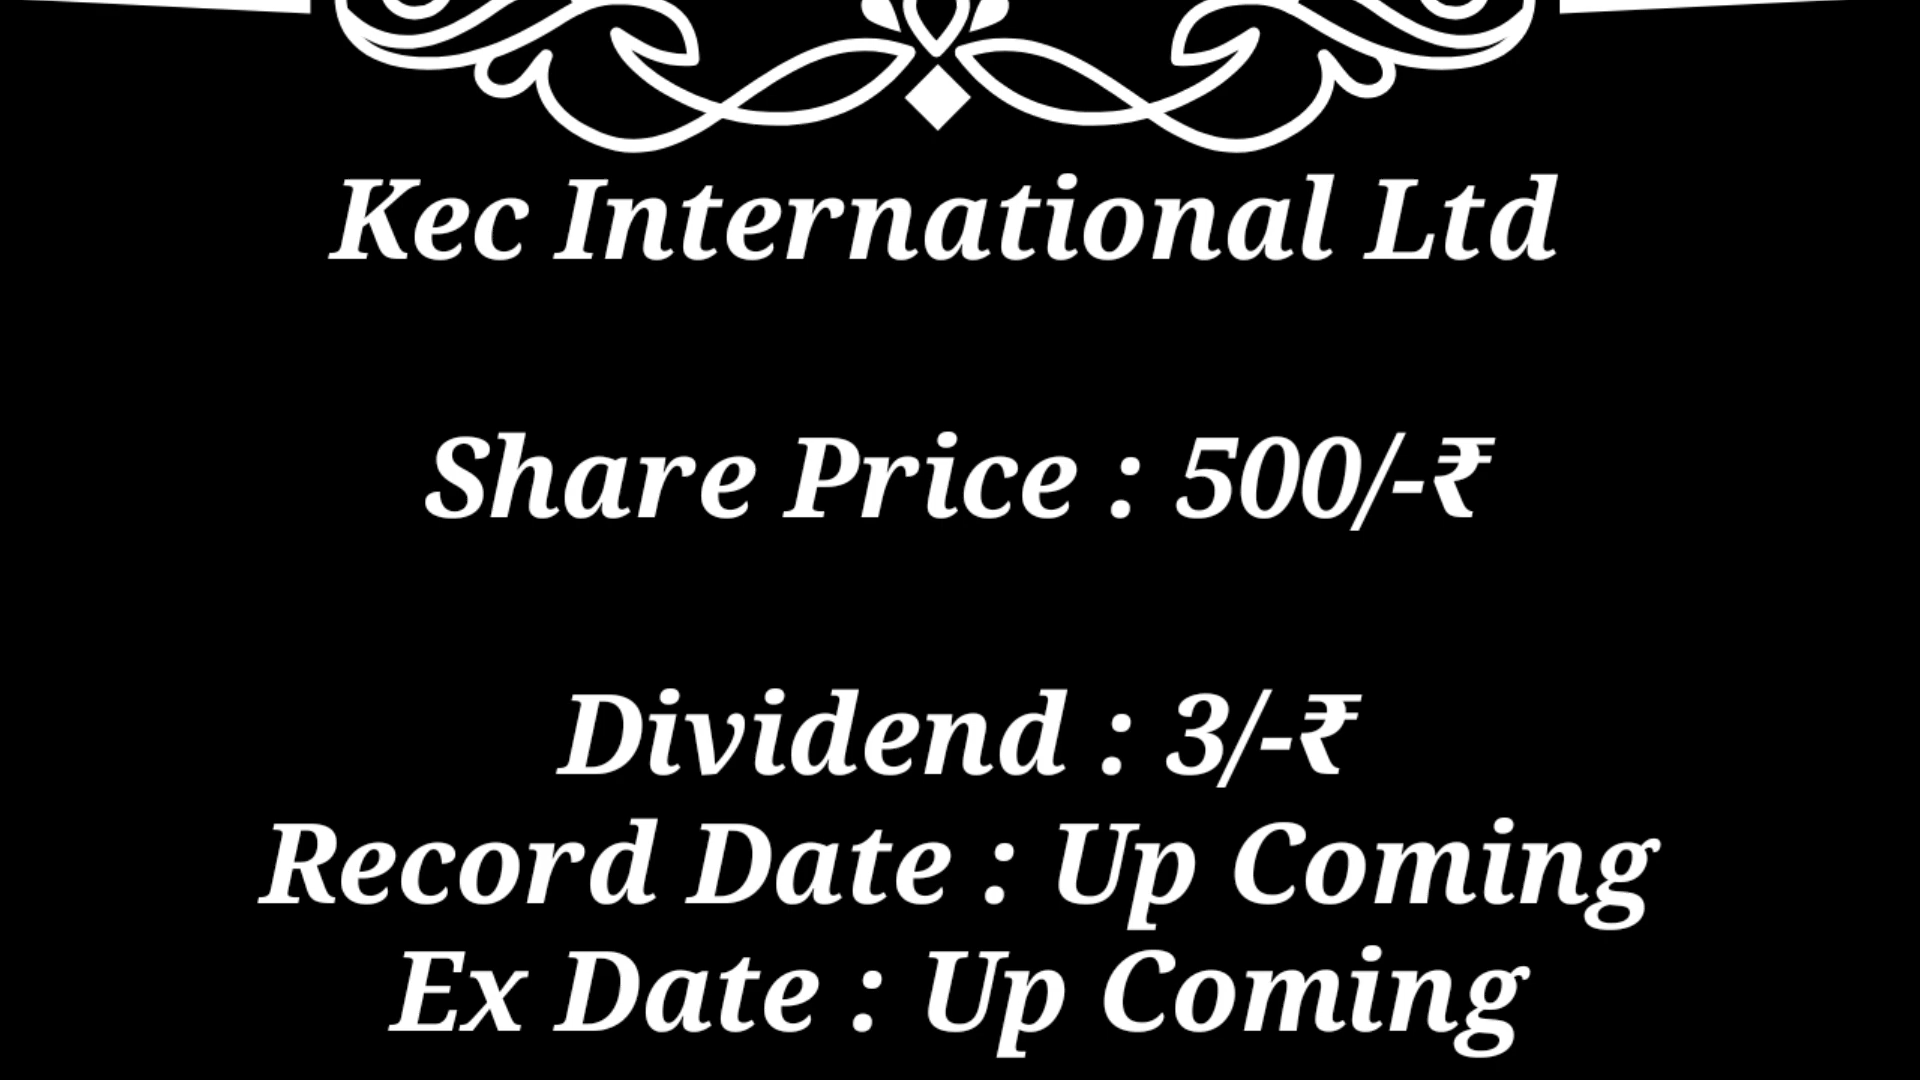 Kec International Ltd
Share Price : 500/-₹
Dividend : 3/-₹
Record Date : Up Coming
Ex Date : Up Coming